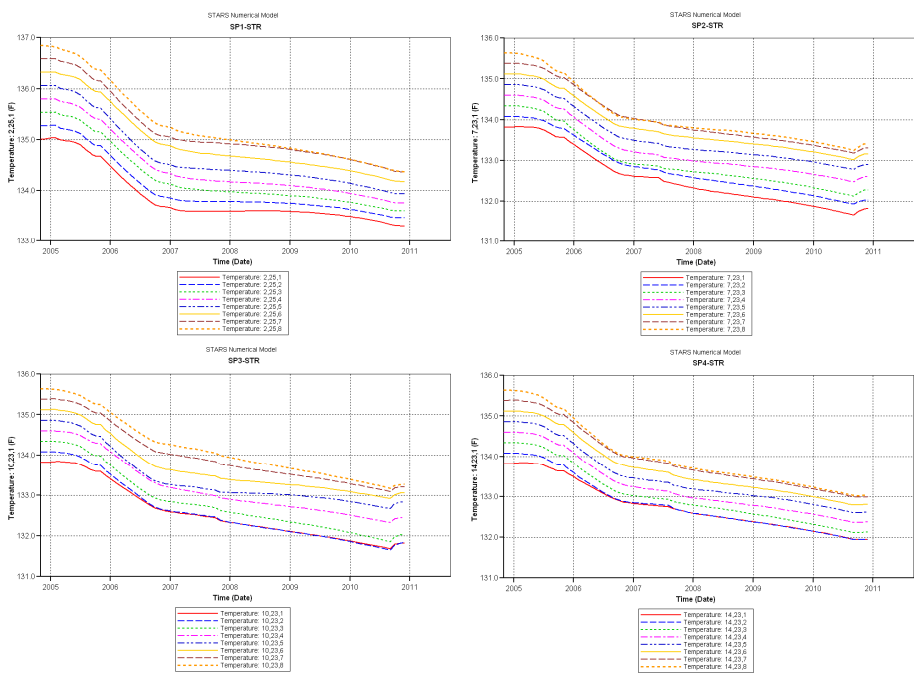 STARS Numerical Model
SP1-STR
137.0
136.0
135.0
134.0
133.0
Temperature: 2,25,1 (F)
2005 2006 2007 2008 2009 2010 2011
Time (Date)
Temperature: 2,25,1
Temperature: 2,25,2
Temperature: 2,25,3
Temperature: 2,25,4
Temperature: 2,25,5
Temperature: 2,25,6
Temperature: 2,25,7
Temperature: 2,25,8
STARS Numerical Model
SP2-STR
136.0
135.0
134.0
133.0
132.0
131.0
Temperature: 7,23,1 (F)
2005 2006 2007 2008 2009 2010 2011
Time (Date)
Temperature: 7,23,1
Temperature: 7,23,2
Temperature: 7,23,3
Temperature: 7,23,4
Temperature: 7,23,5
Temperature: 7,23,6
Temperature: 7,23,7
Temperature: 7,23,8
STARS Numerical Model
SP3-STR
136.0
135.0
134.0
133.0
132.0
131.0
Temperature: 10,23,1 (F)
2005 2006 2007 2008 2009 2010 2011
Time (Date)
Temperature: 10,23,1
Temperature: 10,23,2
Temperature: 10,23,3
Temperature: 10,23,4
Temperature: 10,23,5
Temperature: 10,23,6
Temperature: 10,23,7
Temperature: 10,23,8
STARS Numerical Model
SP4-STR
136.0
135.0
134.0
133.0
132.0
131.0
Temperature: 14,23,1 (F)
2005 2006 2007 2008 2009 2010 2011
Time (Date)
Temperature: 14,23,1
Temperature: 14,23,2
Temperature: 14,23,3
Temperature: 14,23,4
Temperature: 14,23,5
Temperature: 14,23,6
Temperature: 14,23,7
Temperature: 14,23,8